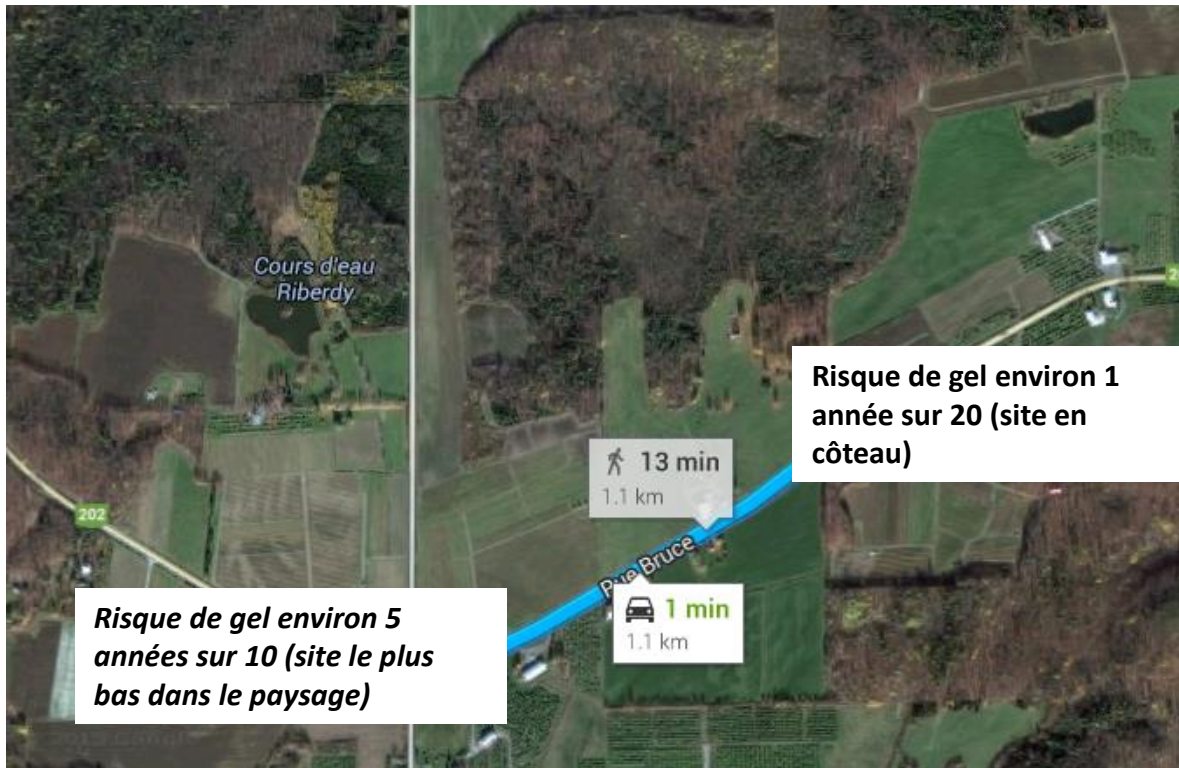 Cours d'eau
Riberdy
Risque de gel environ 1
année sur 20 (site en
côteau)
13 min
1.1 km
202
Rue Bruce
1 min
1.1 km
Risque de gel environ 5
années sur 10 (site le plus
bas dans le paysage)